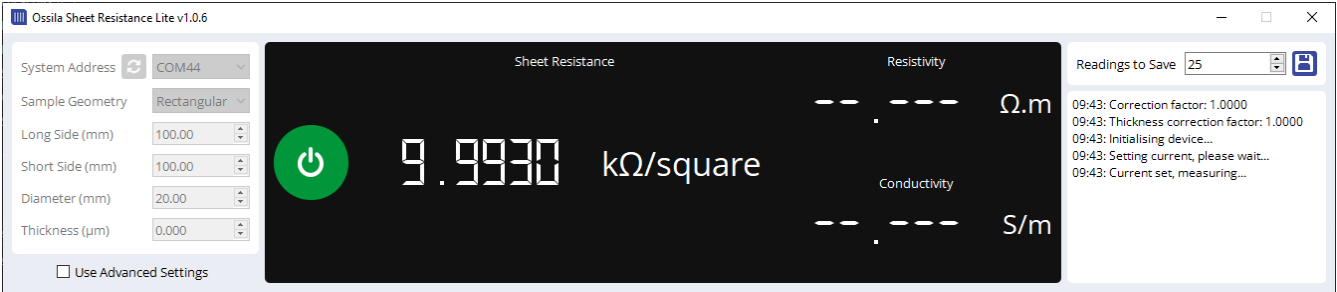 Ossila Sheet Resistance Lite v1.0.6
System Address COM44
Sample Geometry Rectangular
Long Side (mm) 100.00
Short Side (mm) 100.00
Diameter (mm) 20.00
Thickness (μm) 0.000
Use Advanced Settings
Sheet Resistance
9.9930 kΩ/square
Resistivity
--.--- Ω.m
Conductivity
--.--- S/m
Readings to Save 25
09:43: Correction factor: 1.0000
09:43: Thickness correction factor: 1.0000
09:43: Initialising device...
09:43: Setting current, please wait...
09:43: Current set, measuring...